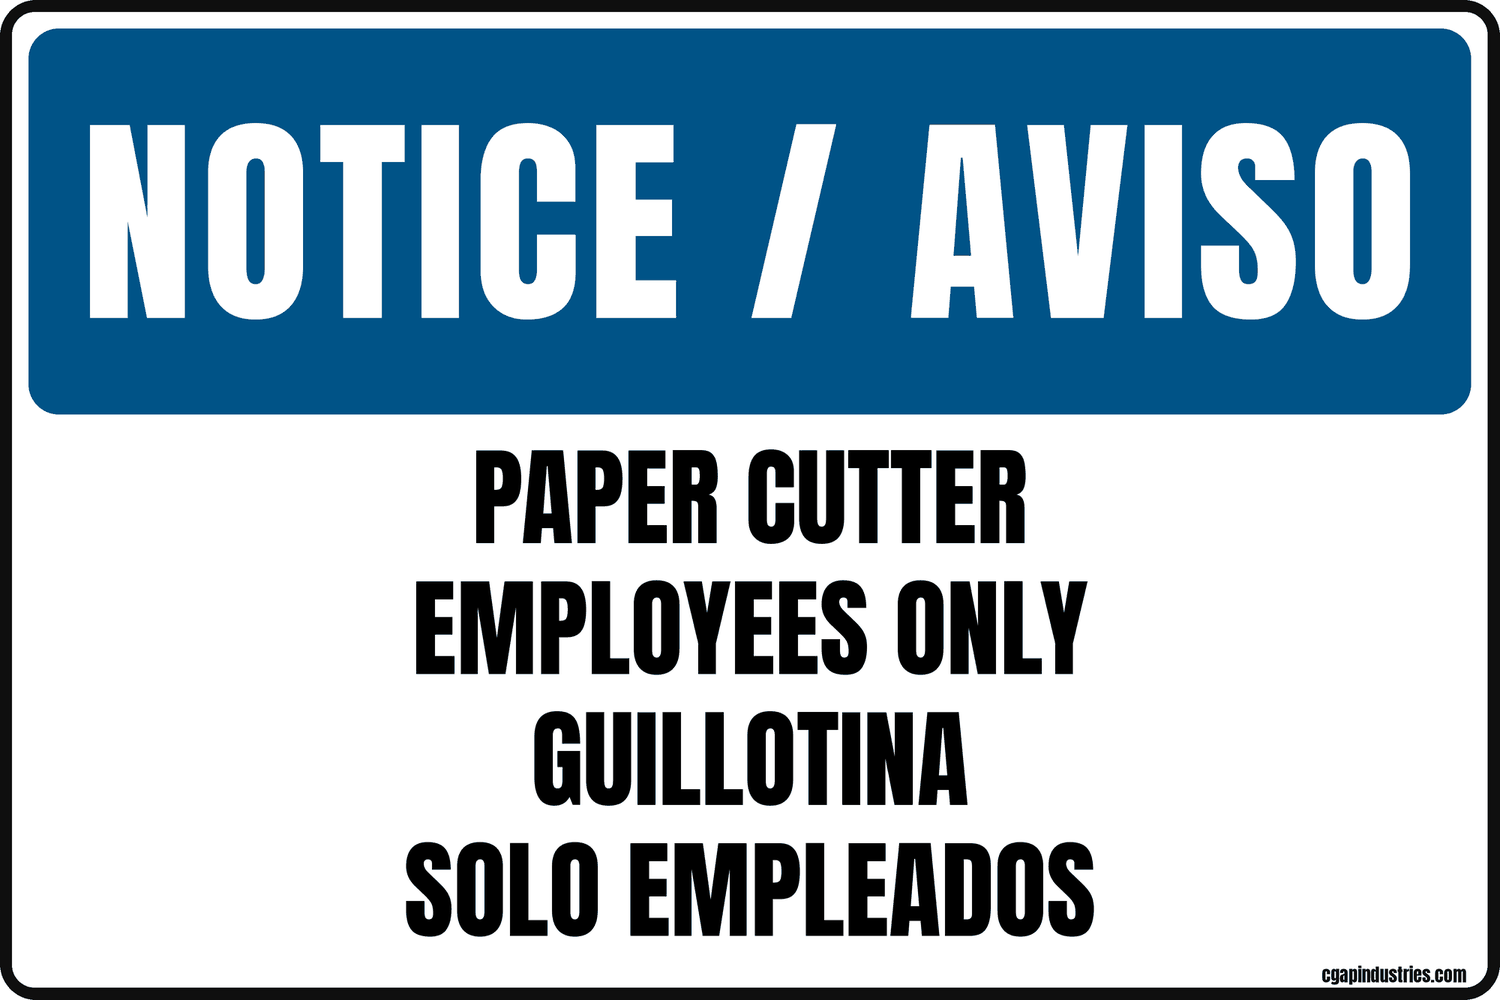 NOTICE / AVISO
PAPER CUTTER
EMPLOYEES ONLY
GUILLOTINA
SOLO EMPLEADOS
cgapindustries.com